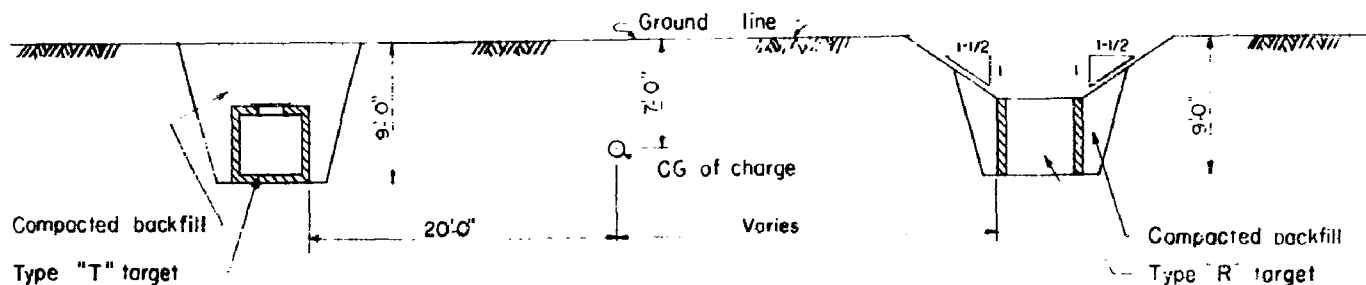 Ground line
1-1/2
1-1/2
1
1
9'-0"
7'-0"
9'-0"
CG of charge
Compacted backfill
20'-0"
Varies
Compacted backfill
Type "T" target
Type "R" target